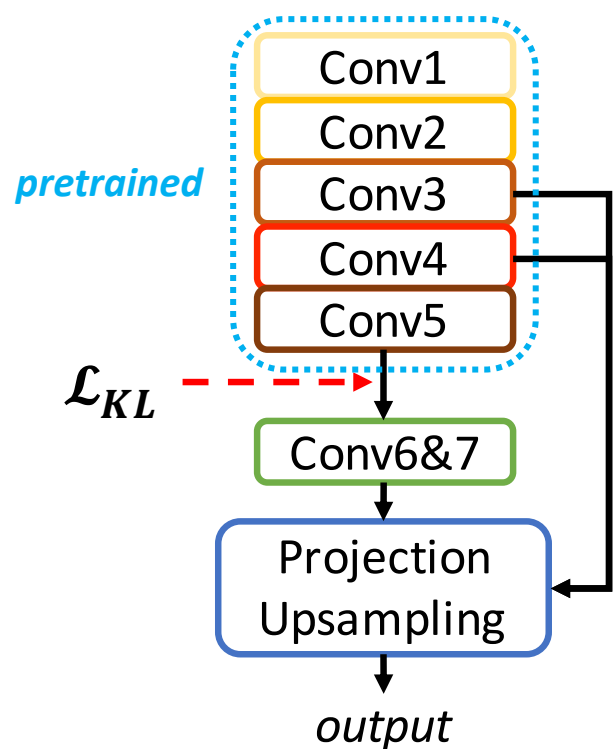 Conv1
Conv2
pretrained
Conv3
Conv4
Conv5
ℒKL
Conv6&7
Projection
Upsampling
output